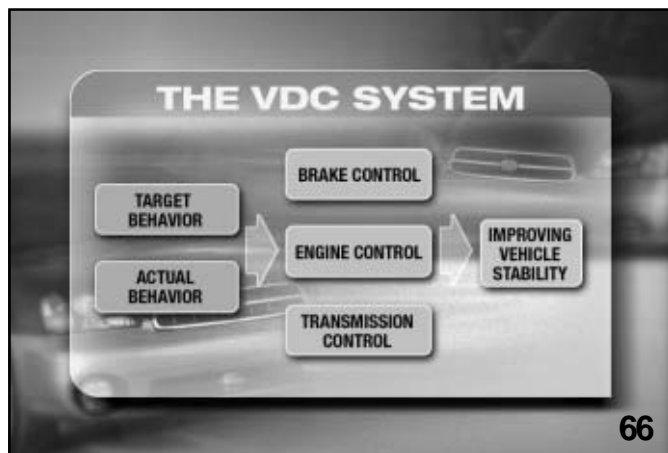 THE VDC SYSTEM
TARGET
BEHAVIOR
ACTUAL
BEHAVIOR
BRAKE CONTROL
ENGINE CONTROL
TRANSMISSION
CONTROL
IMPROVING
VEHICLE
STABILITY
66